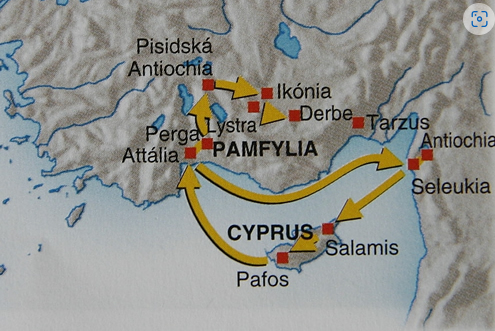 Pisidská
Antiochia
Ikónia
Derbe
Lystra
Tarzus
Antiochia
Perga
Attália
PAMFYLIA
Seleukia
CYPRUS
Salamis
Pafos